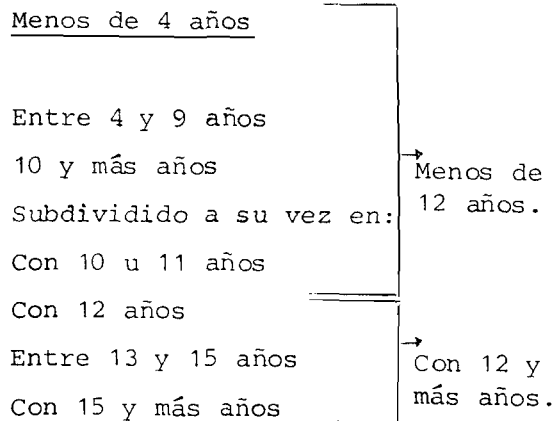 Menos de 4 años
Entre 4 y 9 años
10 y más años
Subdividido a su vez en:
Con 10 u 11 años
Con 12 años
Entre 13 y 15 años
Con 15 y más años
Menos de
12 años.
Con 12 y
más años.